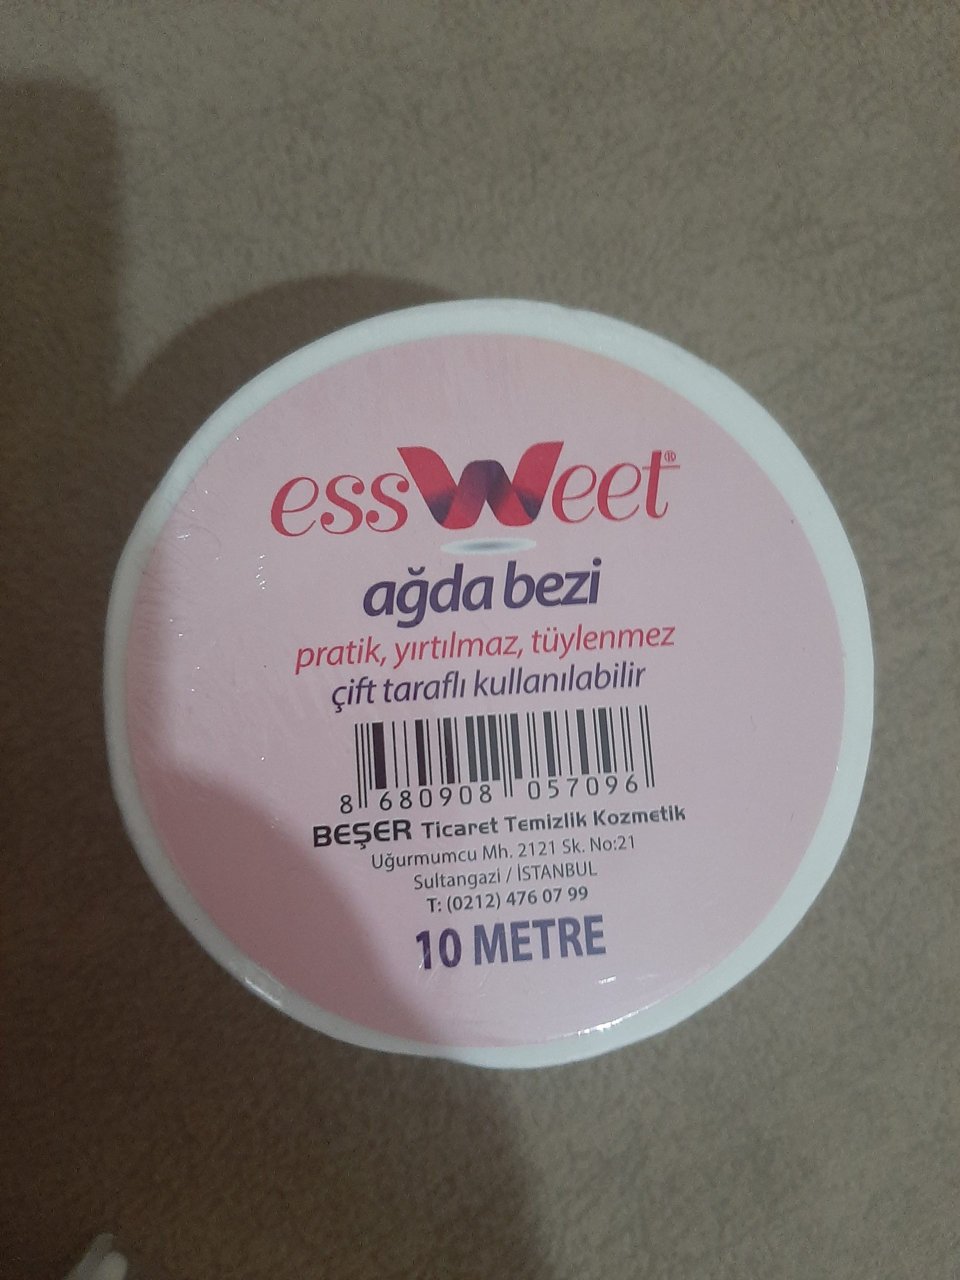 essWeet®
ağda bezi
pratik, yırtılmaz, tüylenmez
çift taraflı kullanılabilir
8 680908 057096
BEŞER Ticaret Temizlik Kozmetik
Uğurmumcu Mh. 2121 Sk. No:21
Sultangazi / İSTANBUL
T: (0212) 476 07 99
10 METRE